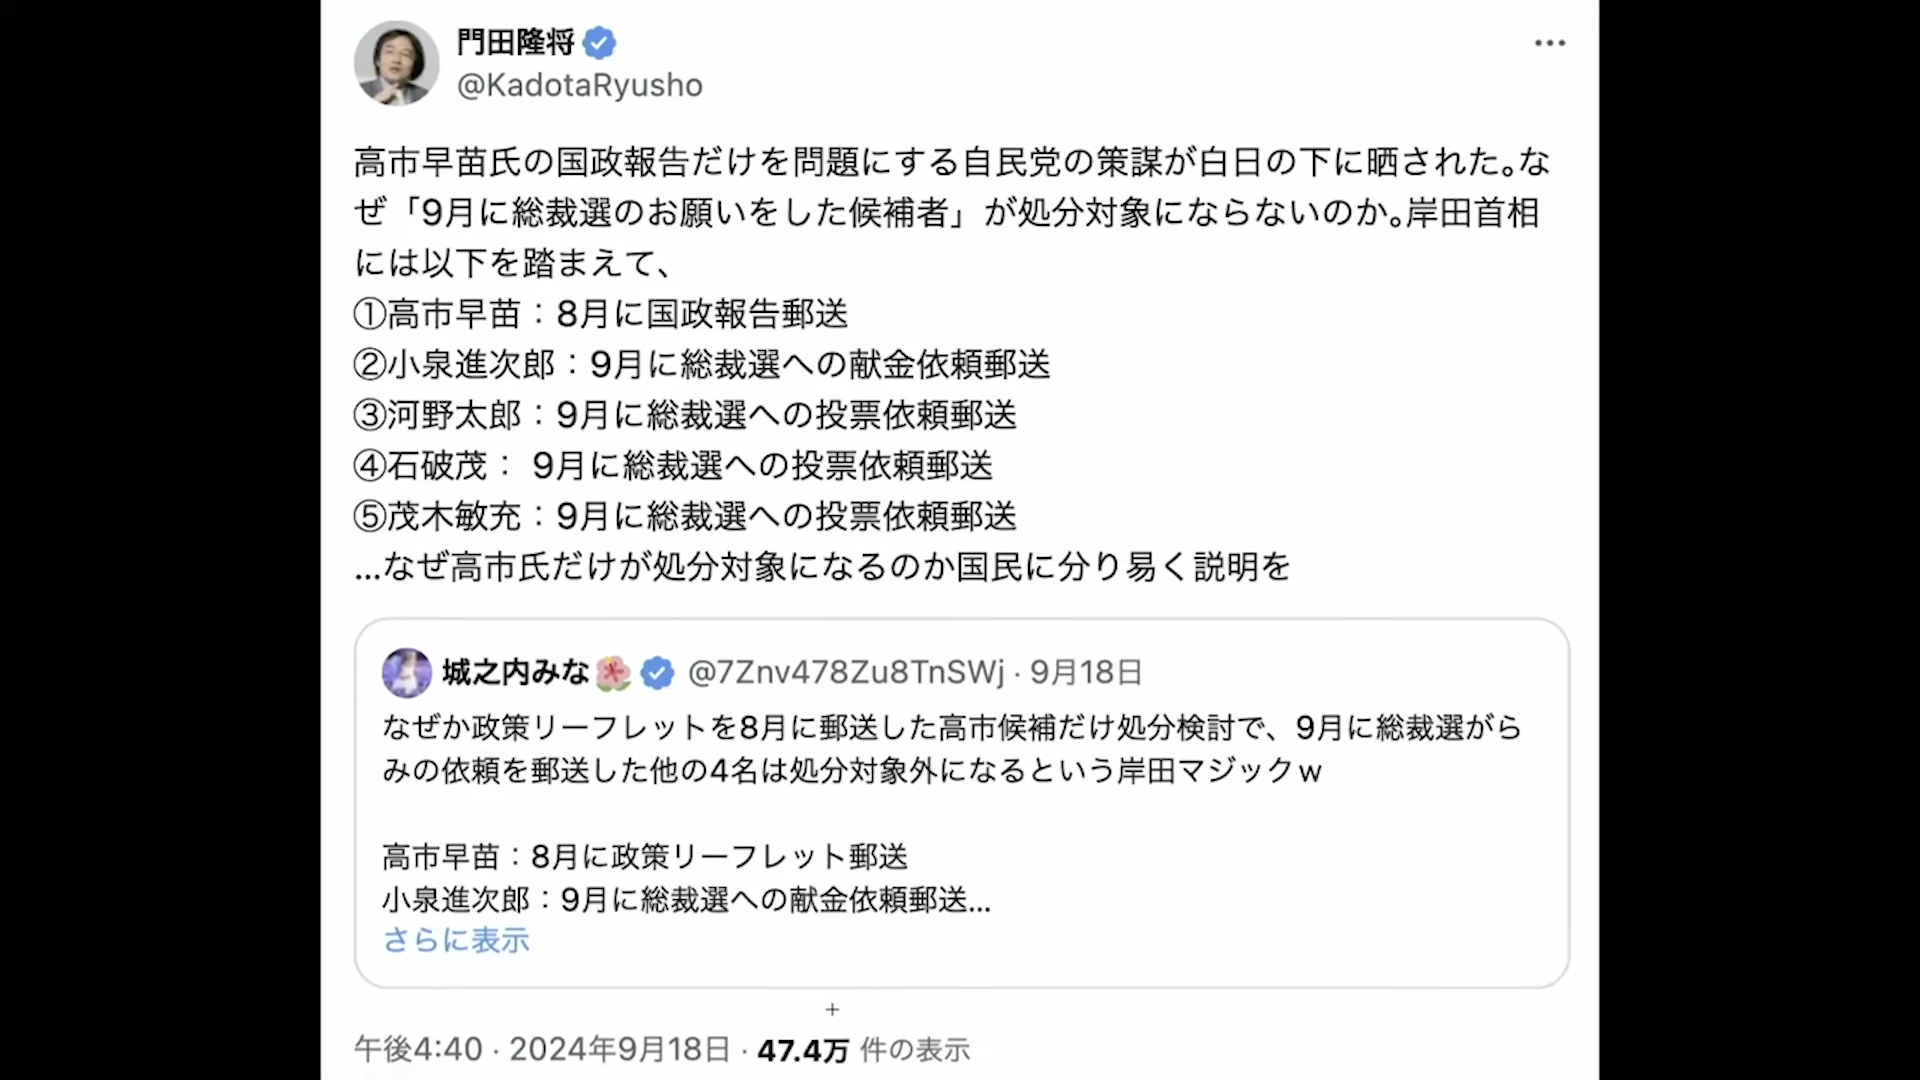 門田隆将
@KadotaRyusho
高市早苗氏の国政報告だけを問題にする自民党の策謀が白日の下に晒された。な
ぜ「9月に総裁選のお願いをした候補者」が処分対象にならないのか。岸田首相
には以下を踏まえて、
①高市早苗：8月に国政報告郵送
②小泉進次郎：9月に総裁選への献金依頼郵送
③河野太郎：9月に総裁選への投票依頼郵送
④石破茂： 9月に総裁選への投票依頼郵送
⑤茂木敏充：9月に総裁選への投票依頼郵送
...なぜ高市氏だけが処分対象になるのか国民に分り易く説明を
城之内みな🌺 @7Znv478Zu8TnSWj · 9月18日
なぜか政策リーフレットを8月に郵送した高市候補だけ処分検討で、9月に総裁選がら
みの依頼を郵送した他の4名は処分対象外になるという岸田マジックｗ
高市早苗：8月に政策リーフレット郵送
小泉進次郎：9月に総裁選への献金依頼郵送...
さらに表示
午後4:40 · 2024年9月18日 · 47.4万 件の表示